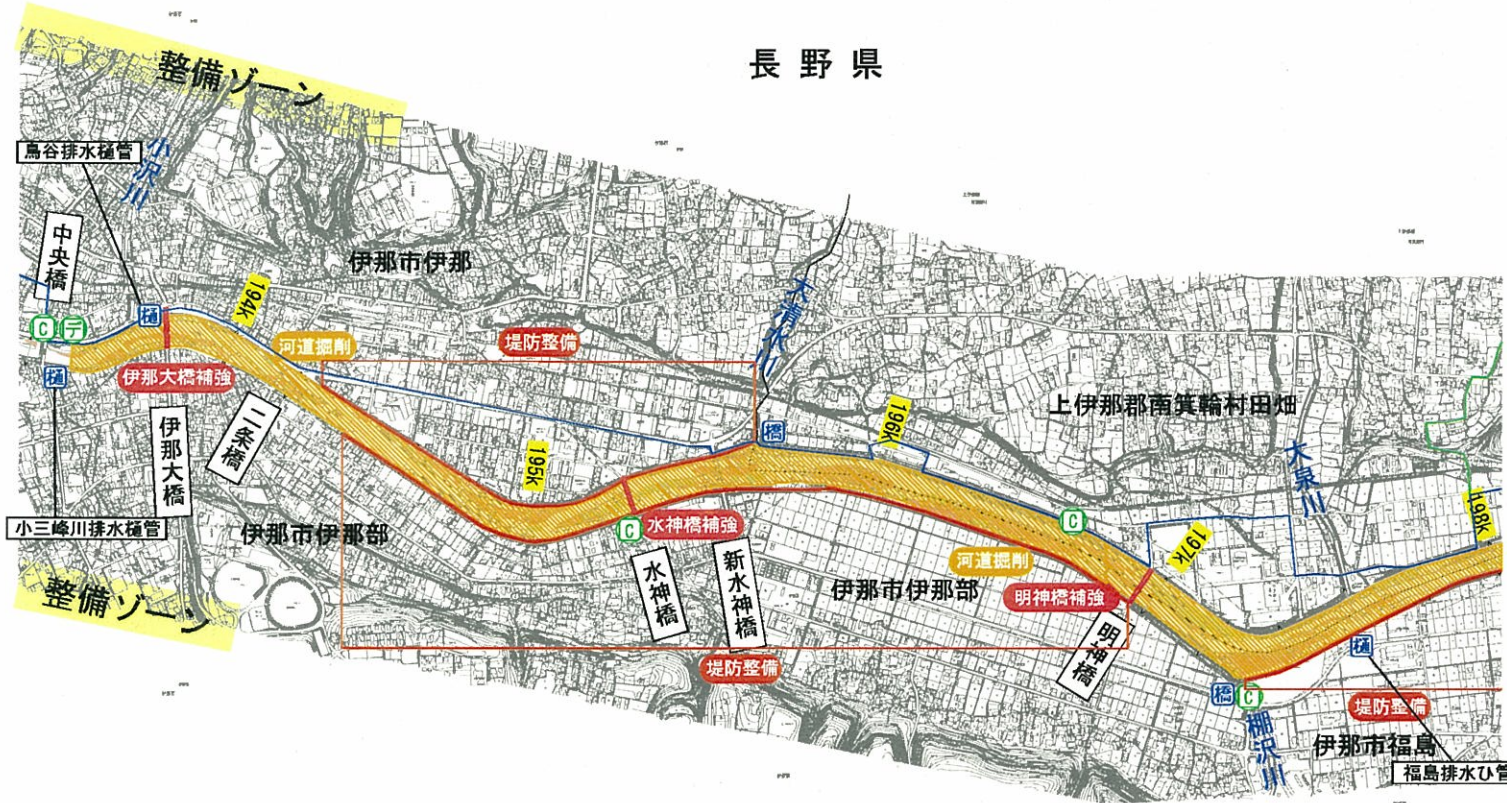 長野県
整備ゾーン
鳥谷排水樋管
小沢川
中央橋
伊那市伊那
194k
C
デ
樋
河道掘削
堤防整備
大清水川
樋
伊那大橋補強
伊那大橋
二条橋
195k
橋
196k
上伊那郡南箕輪村田畑
大泉川
198k
小三峰川排水樋管
伊那市伊那部
C
水神橋補強
水神橋
新水神橋
C
197k
河道掘削
伊那市伊那部
明神橋補強
明神橋
整備ゾーン
堤防整備
樋
橋
C
棚沢川
堤防整備
伊那市福島
福島排水ひ管